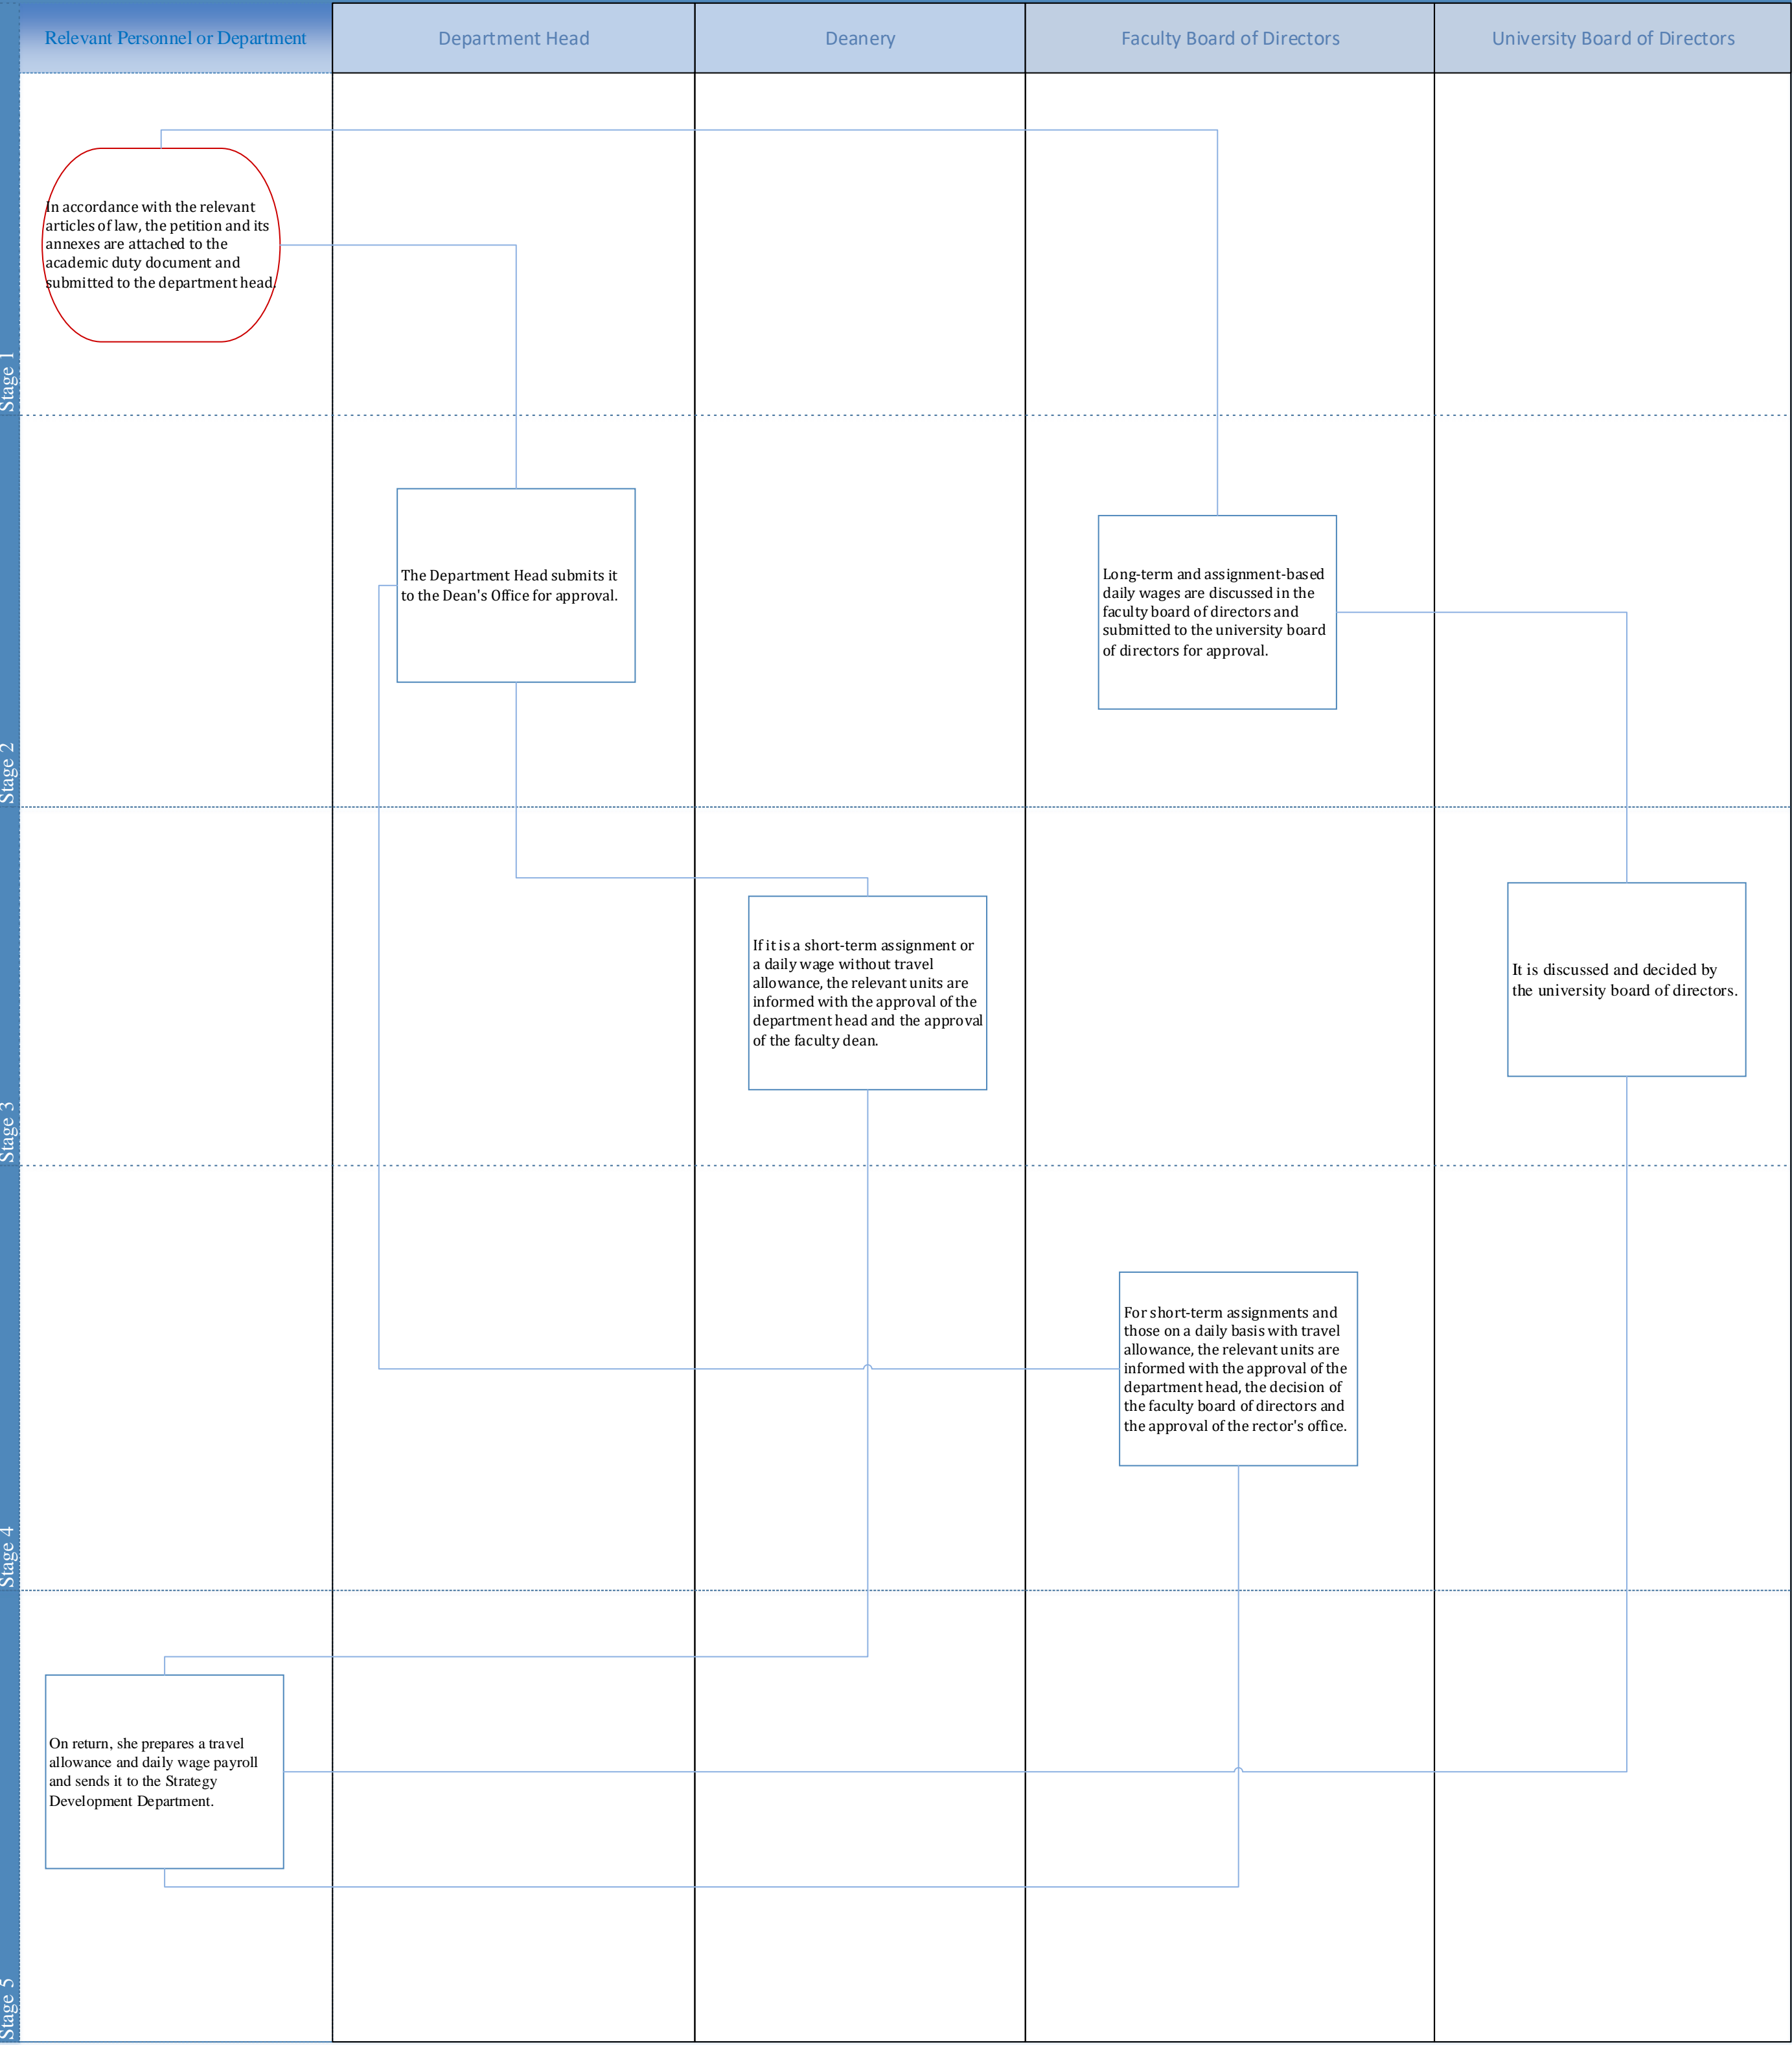 Relevant Personnel or Department
Department Head
Deanery
Faculty Board of Directors
University Board of Directors
Stage 1
In accordance with the relevant
articles of law, the petition and its
annexes are attached to the
academic duty document and
submitted to the department head.
Stage 2
The Department Head submits it
to the Dean's Office for approval.
Long-term and assignment-based
daily wages are discussed in the
faculty board of directors and
submitted to the university board
of directors for approval.
Stage 3
If it is a short-term assignment or
a daily wage without travel
allowance, the relevant units are
informed with the approval of the
department head and the approval
of the faculty dean.
It is discussed and decided by
the university board of directors.
Stage 4
For short-term assignments and
those on a daily basis with travel
allowance, the relevant units are
informed with the approval of the
department head, the decision of
the faculty board of directors and
the approval of the rector's office.
Stage 5
On return, she prepares a travel
allowance and daily wage payroll
and sends it to the Strategy
Development Department.